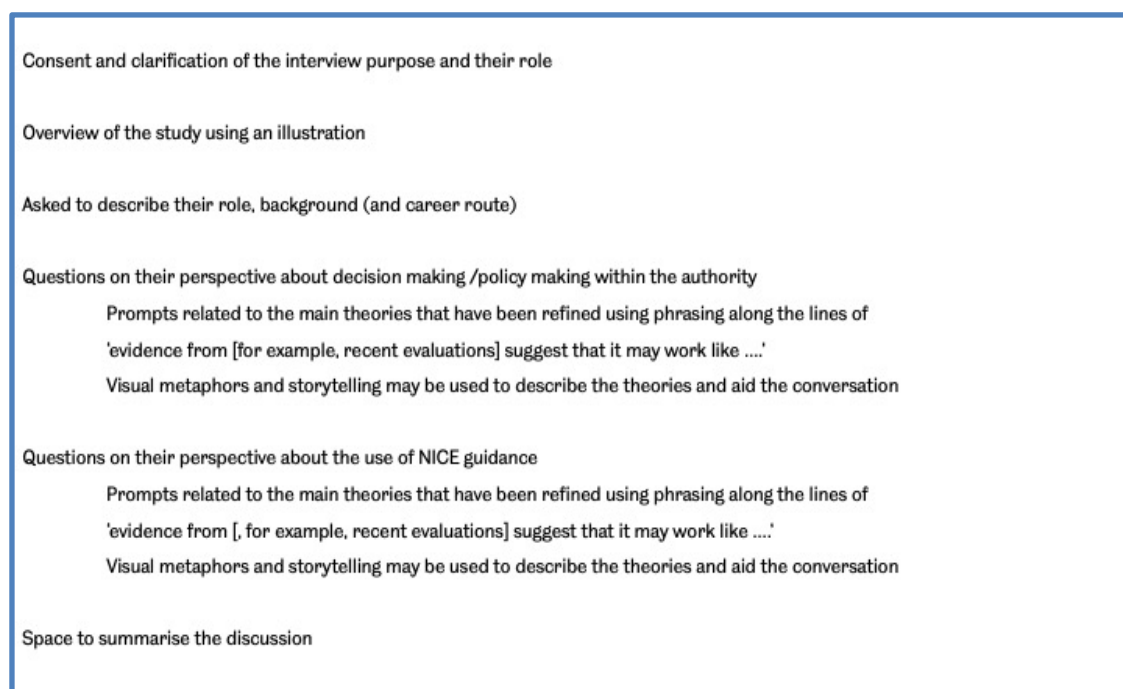 Consent and clarification of the interview purpose and their role
Overview of the study using an illustration
Asked to describe their role, background (and career route)
Questions on their perspective about decision making /policy making within the authority
Prompts related to the main theories that have been refined using phrasing along the lines of
'evidence from [for example, recent evaluations] suggest that it may work like ....'
Visual metaphors and storytelling may be used to describe the theories and aid the conversation
Questions on their perspective about the use of NICE guidance
Prompts related to the main theories that have been refined using phrasing along the lines of
'evidence from [, for example, recent evaluations] suggest that it may work like ....'
Visual metaphors and storytelling may be used to describe the theories and aid the conversation
Space to summarise the discussion